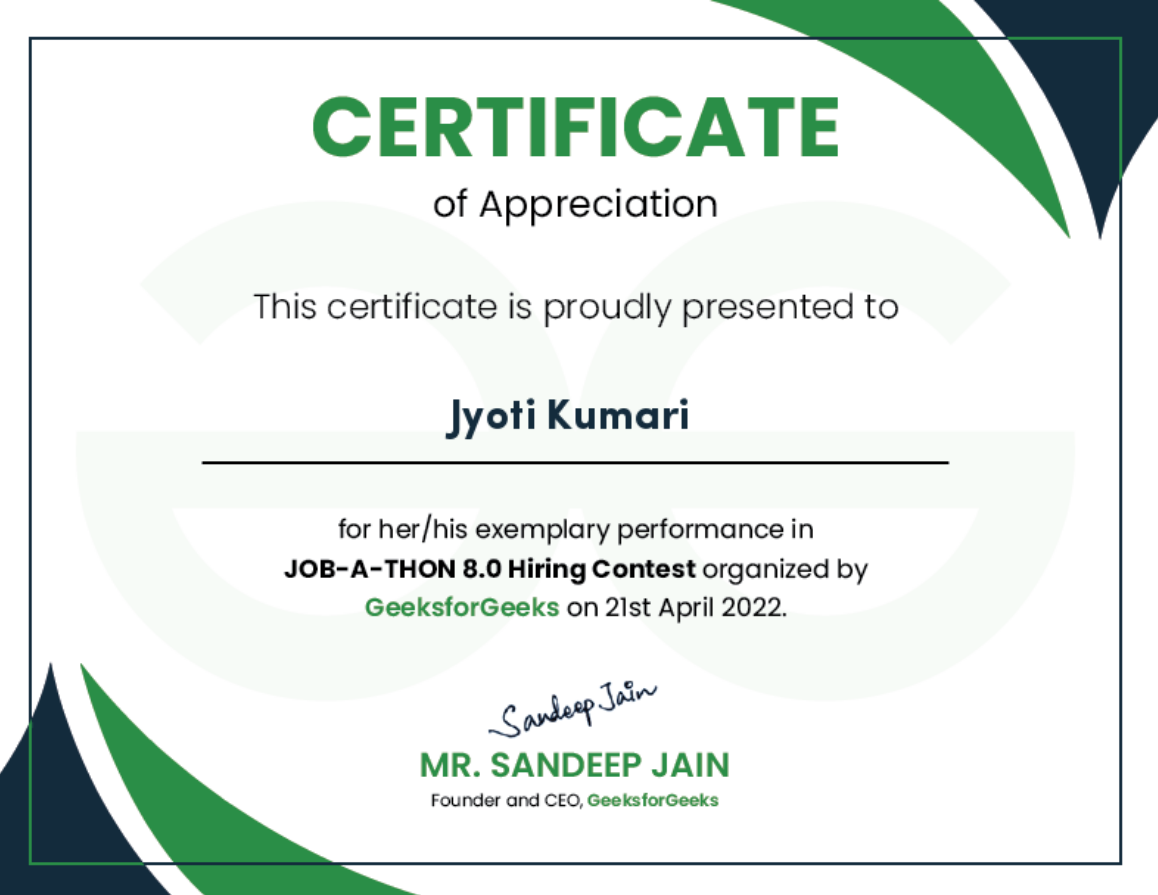 CERTIFICATE
of Appreciation
This certificate is proudly presented to
Jyoti Kumari
for her/his exemplary performance in
JOB-A-THON 8.0 Hiring Contest organized by
GeeksforGeeks on 21st April 2022.
Sandeep Jain
MR. SANDEEP JAIN
Founder and CEO, GeeksforGeeks